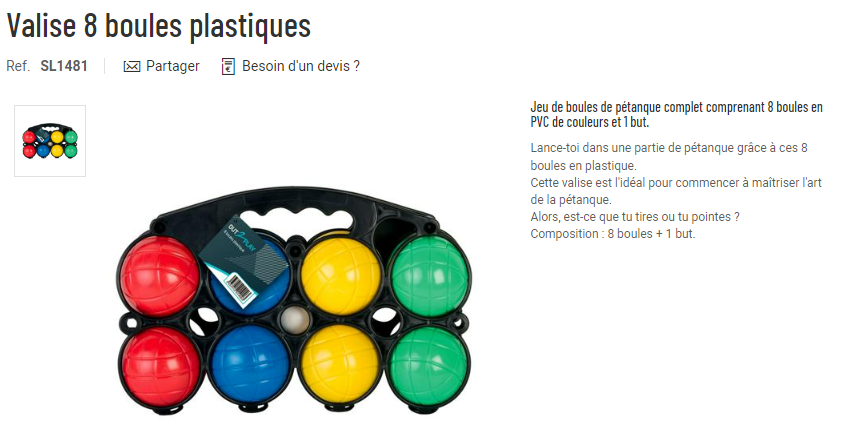 Valise 8 boules plastiques
Ref. SL1481 Partager Besoin d'un devis ?
Jeu de boules de pétanque complet comprenant 8 boules en
PVC de couleurs et 1 but.
Lance-toi dans une partie de pétanque grâce à ces 8
boules en plastique.
Cette valise est l'idéal pour commencer à maîtriser l'art
de la pétanque.
Alors, est-ce que tu tires ou tu pointes ?
Composition : 8 boules + 1 but.
OUT2PLAY